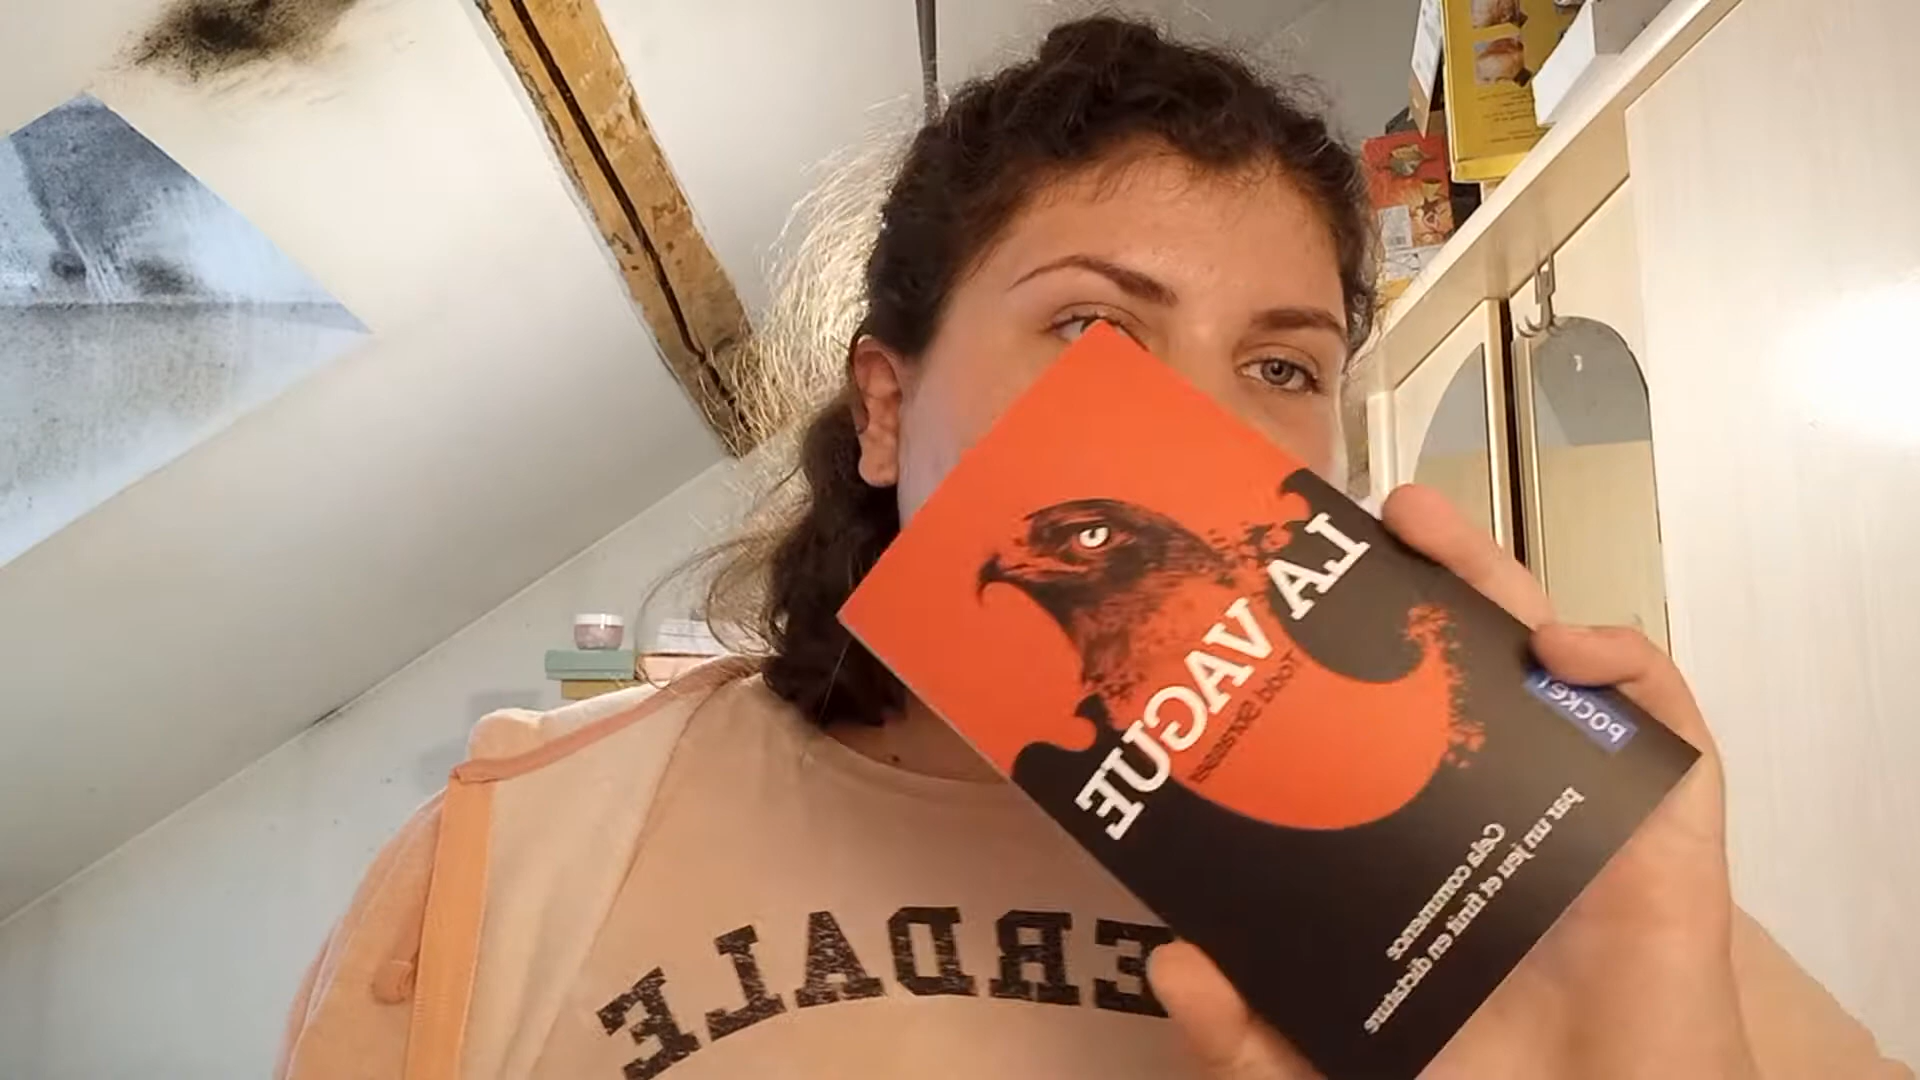 LA VAGUE
Todd Strasser
POCKET
Cela commence
par un jeu et finit en dictature
ERDALE